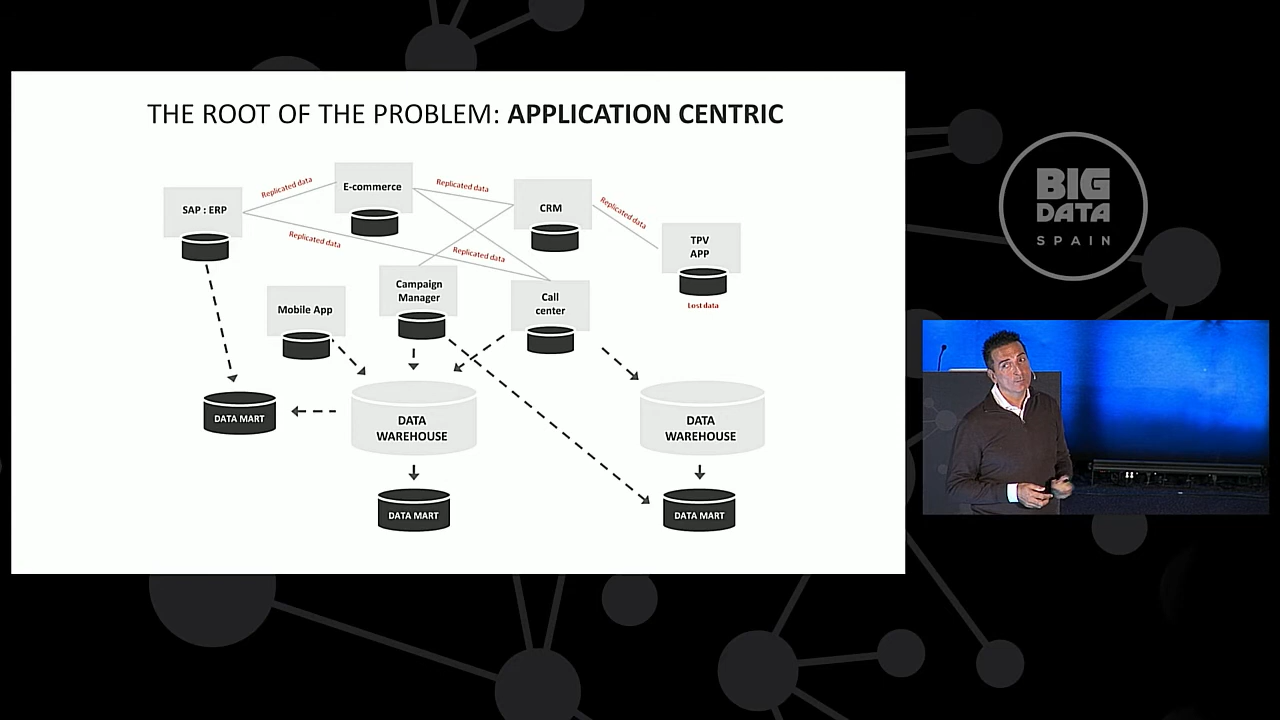 THE ROOT OF THE PROBLEM: APPLICATION CENTRIC
SAP : ERP
Replicated data
E-commerce
Replicated data
CRM
Replicated data
TPV
APP
Lost data
Replicated data
Replicated data
Mobile App
Campaign
Manager
Call
center
DATA MART
DATA
WAREHOUSE
DATA
WAREHOUSE
DATA MART
DATA MART
BIG
DATA
SPAIN